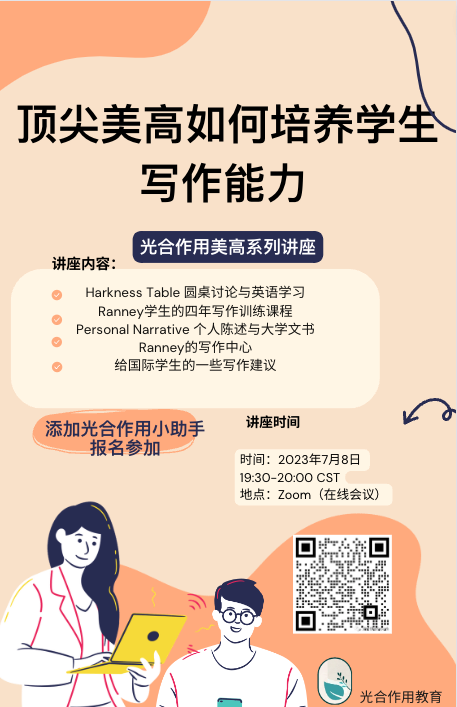 顶尖美高如何培养学生
写作能力
光合作用美高系列讲座
讲座内容：
Harkness Table 圆桌讨论与英语学习
Ranney学生的四年写作训练课程
Personal Narrative 个人陈述与大学文书
Ranney的写作中心
给国际学生的一些写作建议
添加光合作用小助手
报名参加
讲座时间
时间：2023年7月8日
19:30-20:00 CST
地点：Zoom（在线会议）
光合作用教育